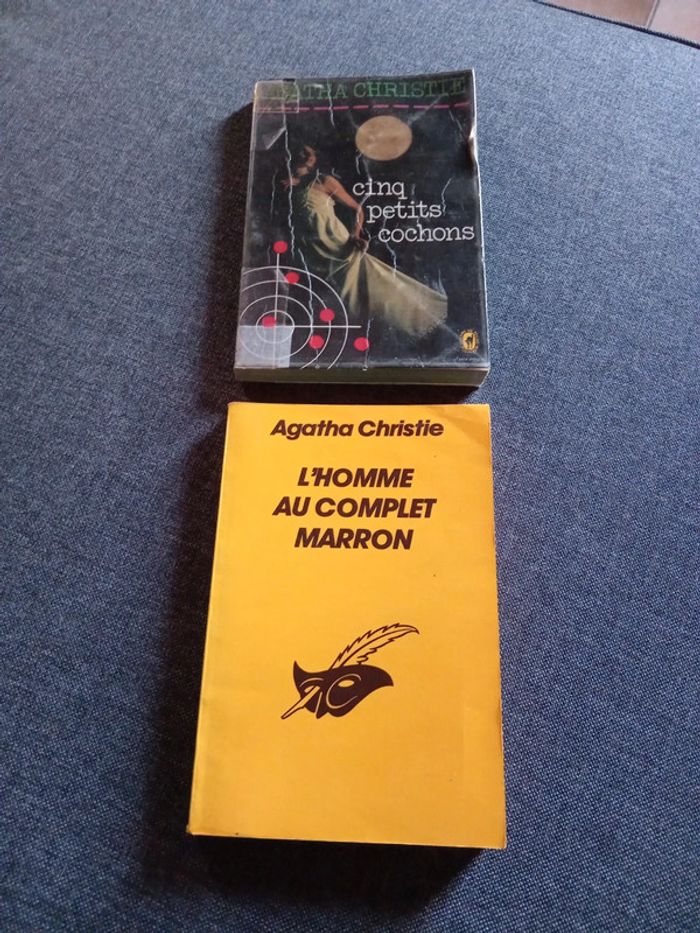 AGATHA CHRISTIE
cinq
petits
cochons
Agatha Christie
L'HOMME
AU COMPLET
MARRON